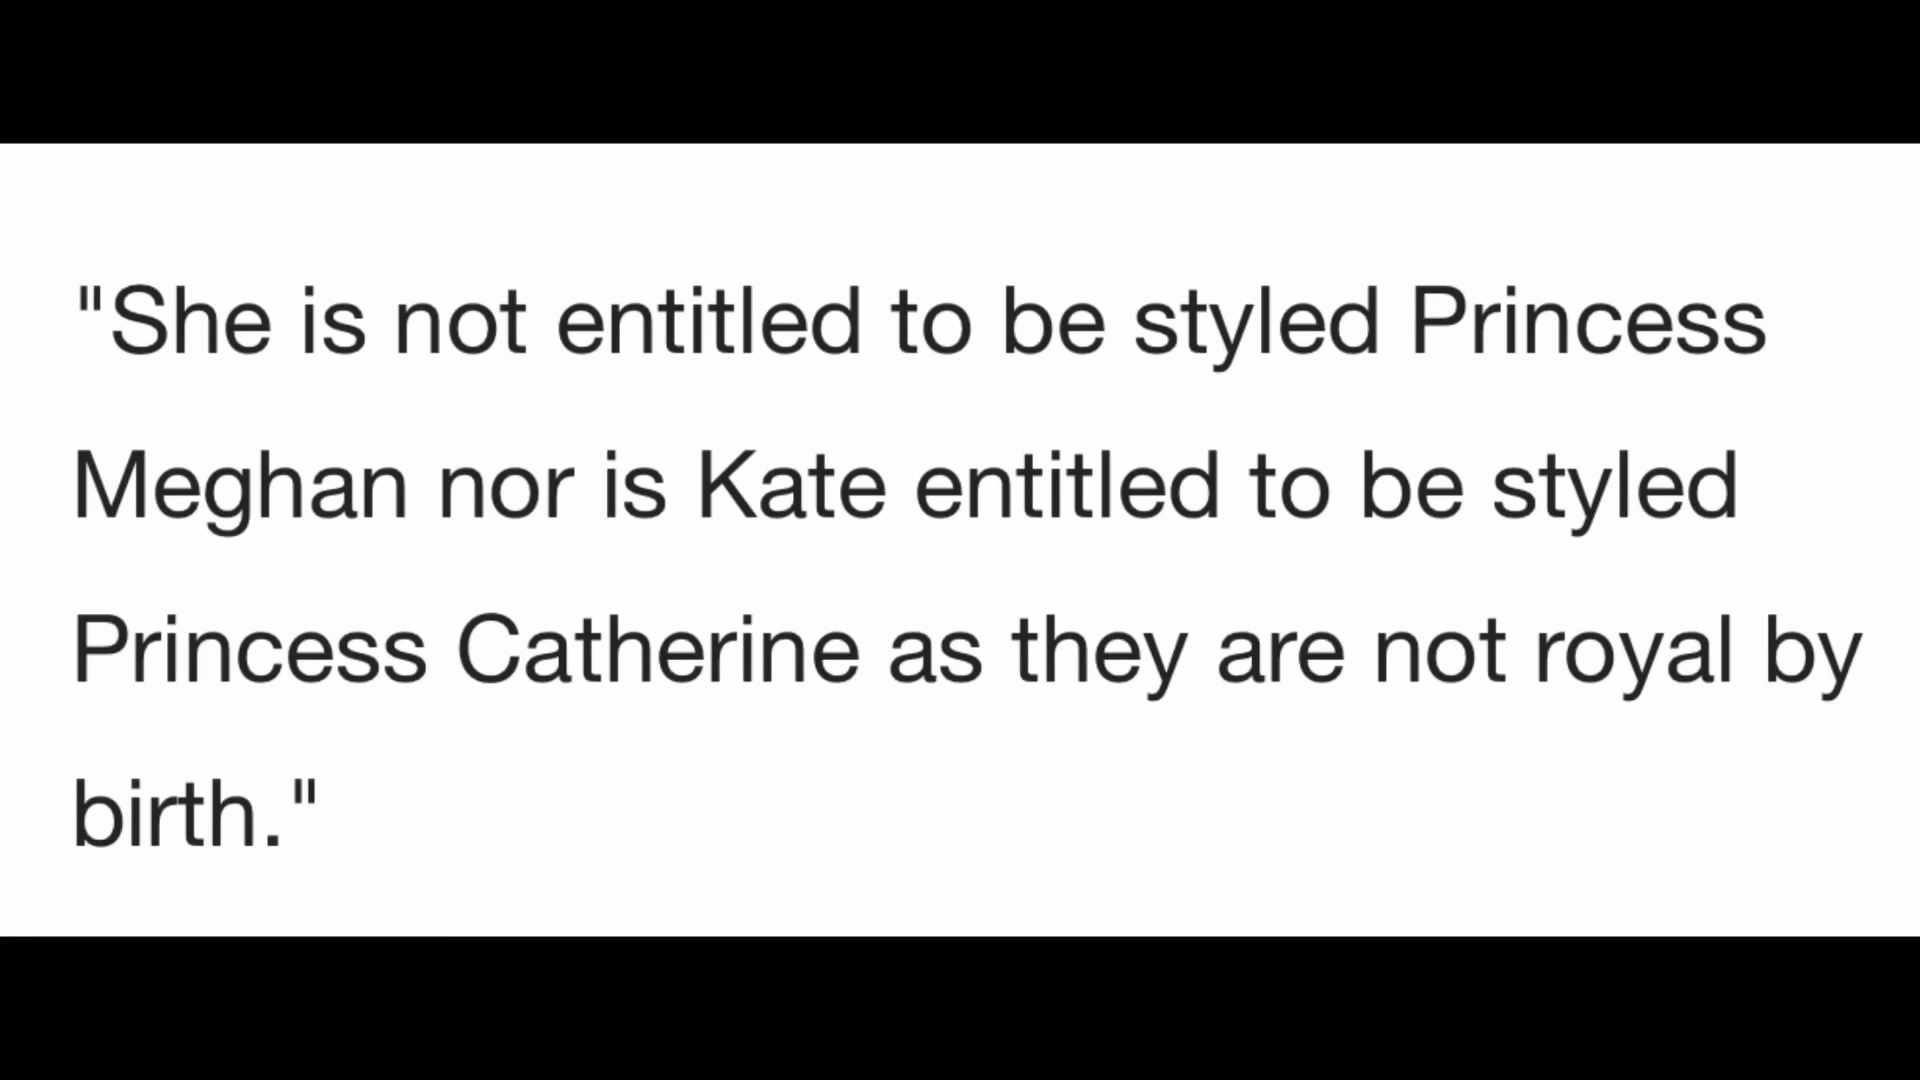 "She is not entitled to be styled Princess
Meghan nor is Kate entitled to be styled
Princess Catherine as they are not royal by
birth."